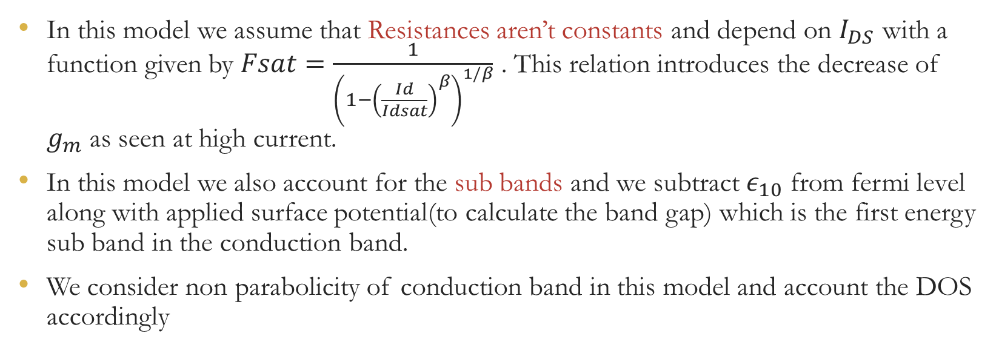 • In this model we assume that Resistances aren't constants and depend on $I_{DS}$ with a
function given by $Fsat = \frac{1}{\left(1-\left(\frac{Id}{Idsat}\right)^{\beta}\right)^{1/\beta}}$ . This relation introduces the decrease of
$g_m$ as seen at high current.
• In this model we also account for the sub bands and we subtract $\epsilon_{10}$ from fermi level
along with applied surface potential(to calculate the band gap) which is the first energy
sub band in the conduction band.
• We consider non parabolicity of conduction band in this model and account the DOS
accordingly